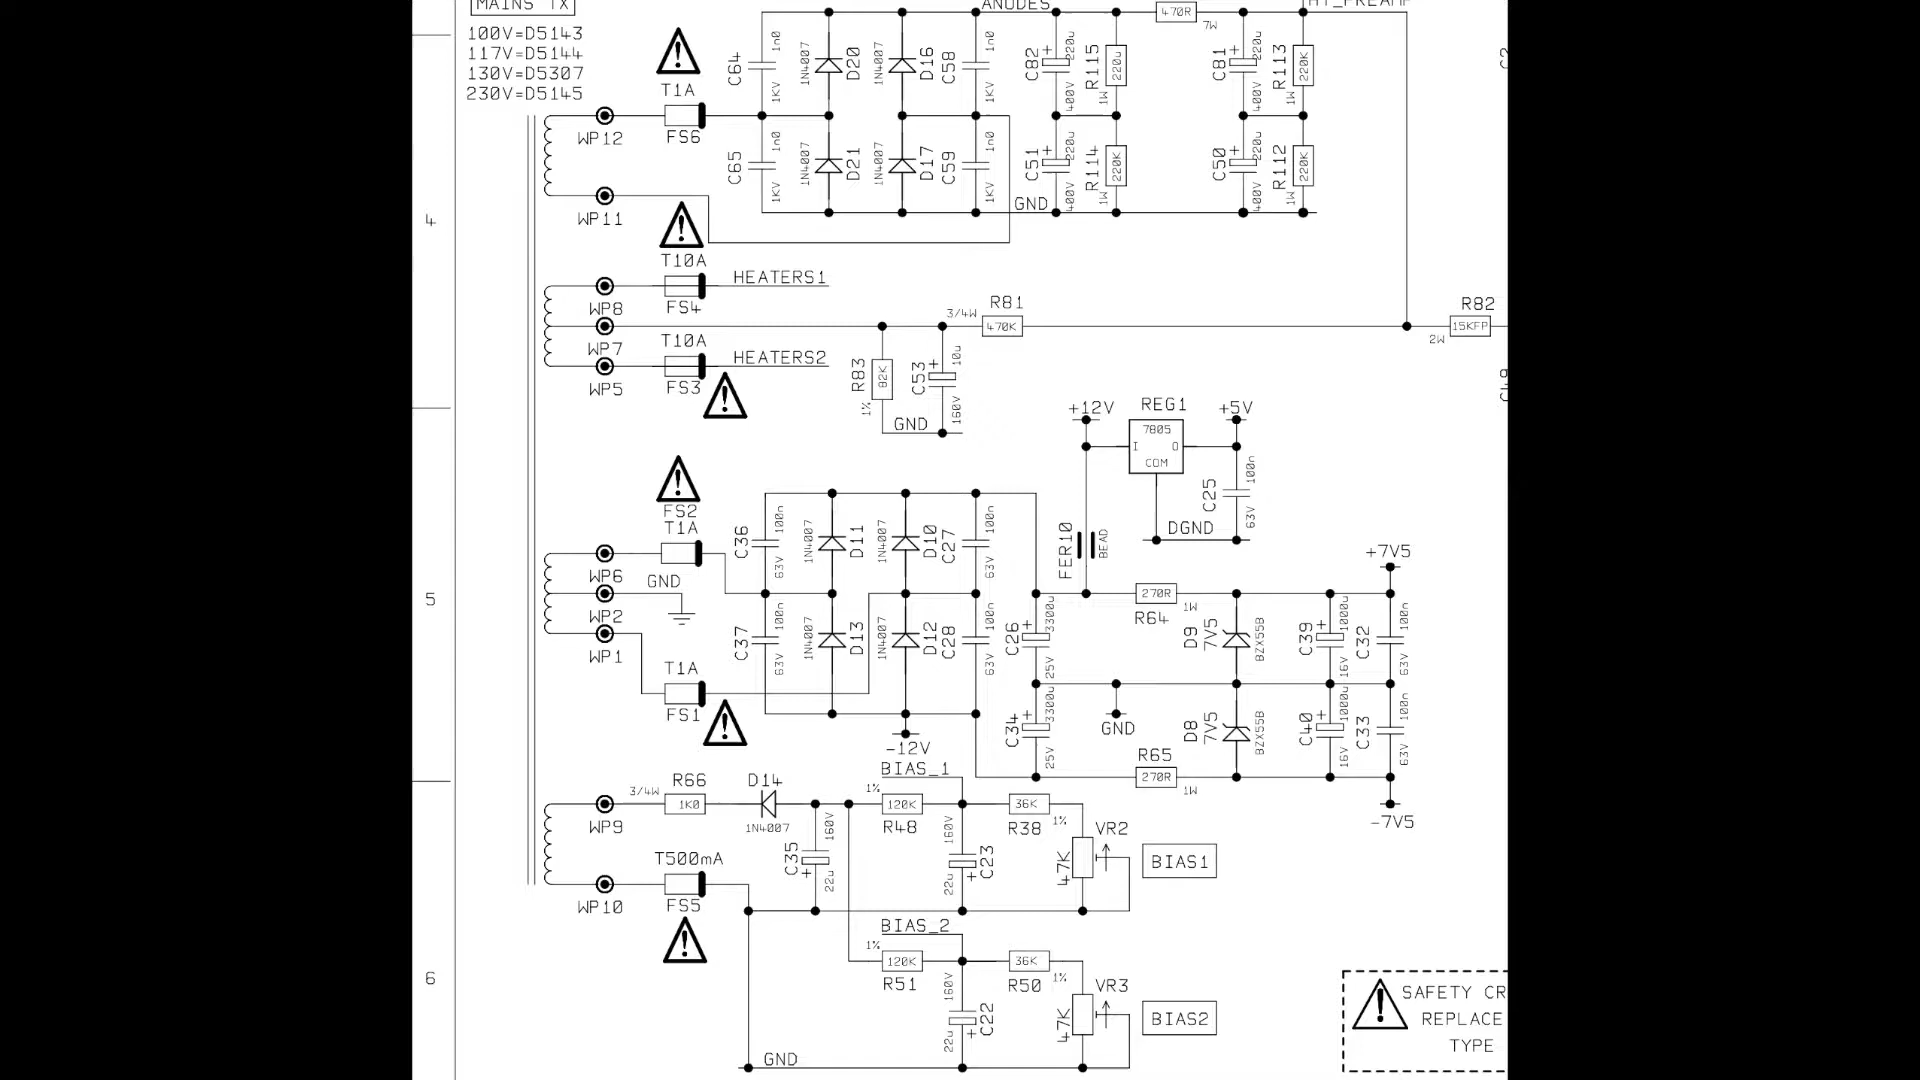 MAINS TX
100V=D5143
117V=D5144
130V=D5307
230V=D5145
ANODES
470R
7W
HT_PREAMP
T1A
FS6
WP12
WP11
C64
1n0
1KV
1N4007
D20
1N4007
D16
C58
1n0
1KV
C82
220u
400V
R115
220u
1W
C81
220u
400V
R113
220K
1W
C65
1n0
1KV
1N4007
D21
1N4007
D17
C59
1n0
1KV
C51
220u
400V
R114
220K
1W
C50
220u
400V
R112
220K
1W
GND
4
T10A
FS4
HEATERS1
WP8
WP7
T10A
FS3
HEATERS2
WP5
3/4W
R81
470K
R82
15KFP
2W
R83
82K
1%
C53
10u
160V
GND
+12V
REG1
+5V
7805
I
O
COM
C25
100n
63V
DGND
FER10
BEAD
FS2
T1A
WP6
GND
WP2
WP1
T1A
FS1
C36
100n
63V
1N4007
D11
1N4007
D10
C27
100n
63V
C37
100n
63V
1N4007
D13
1N4007
D12
C28
100n
63V
-12V
5
C26
3300u
25V
C34
3300u
25V
270R
1W
R64
GND
R65
270R
1W
D9
7V5
BZX55B
D8
7V5
BZX55B
C39
1000u
16V
C32
100n
63V
C40
1000u
16V
C33
100n
63V
+7V5
-7V5
WP9
3/4W
R66
1K0
D14
1N4007
C35
160V
22u
BIAS_1
1%
120K
R48
36K
R38
1%
160V
C23
22u
VR2
47K
BIAS1
T500mA
FS5
WP10
BIAS_2
1%
120K
R51
36K
R50
1%
160V
C22
22u
VR3
47K
BIAS2
GND
6
SAFETY CR
REPLACE
TYPE